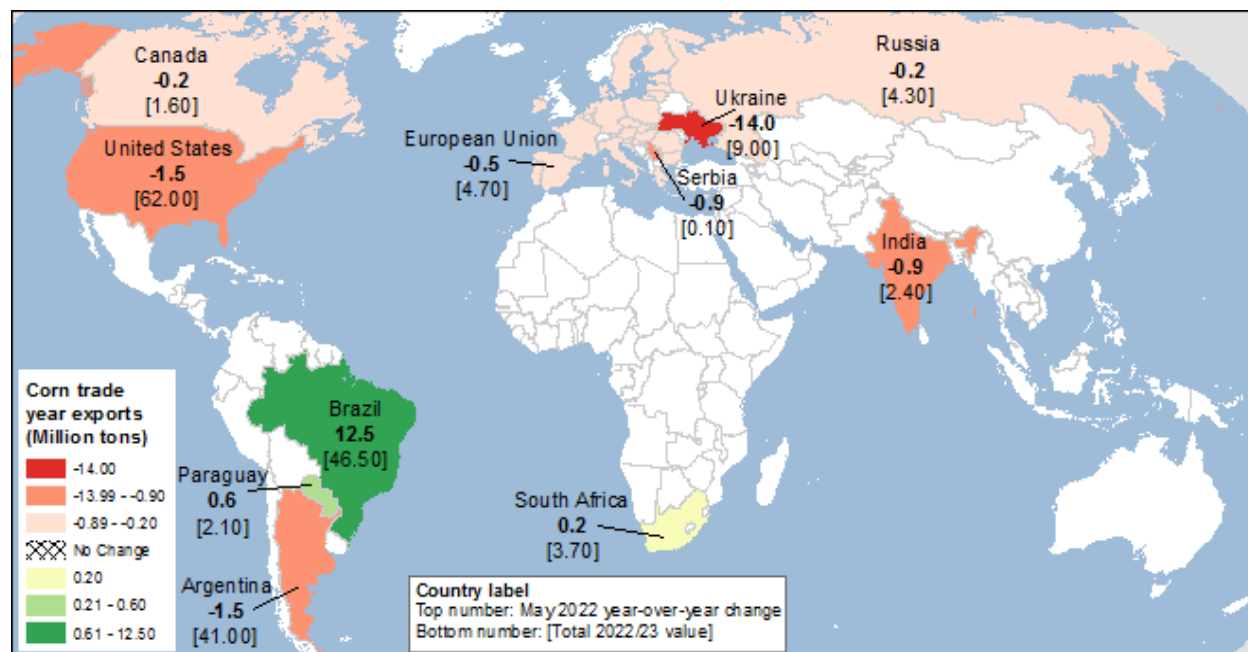 Canada
-0.2
[1.60]
United States
-1.5
[62.00]
Russia
-0.2
[4.30]
Ukraine
-14.0
[9.00]
European Union
-0.5
[4.70]
Serbia
-0.9
[0.10]
India
-0.9
[2.40]
Brazil
12.5
[46.50]
Paraguay
0.6
[2.10]
Argentina
-1.5
[41.00]
South Africa
0.2
[3.70]
Corn trade
year exports
(Million tons)
-14.00
-13.99 - -0.90
-0.89 - -0.20
No Change
0.20
0.21 - 0.60
0.61 - 12.50
Country label
Top number: May 2022 year-over-year change
Bottom number: [Total 2022/23 value]